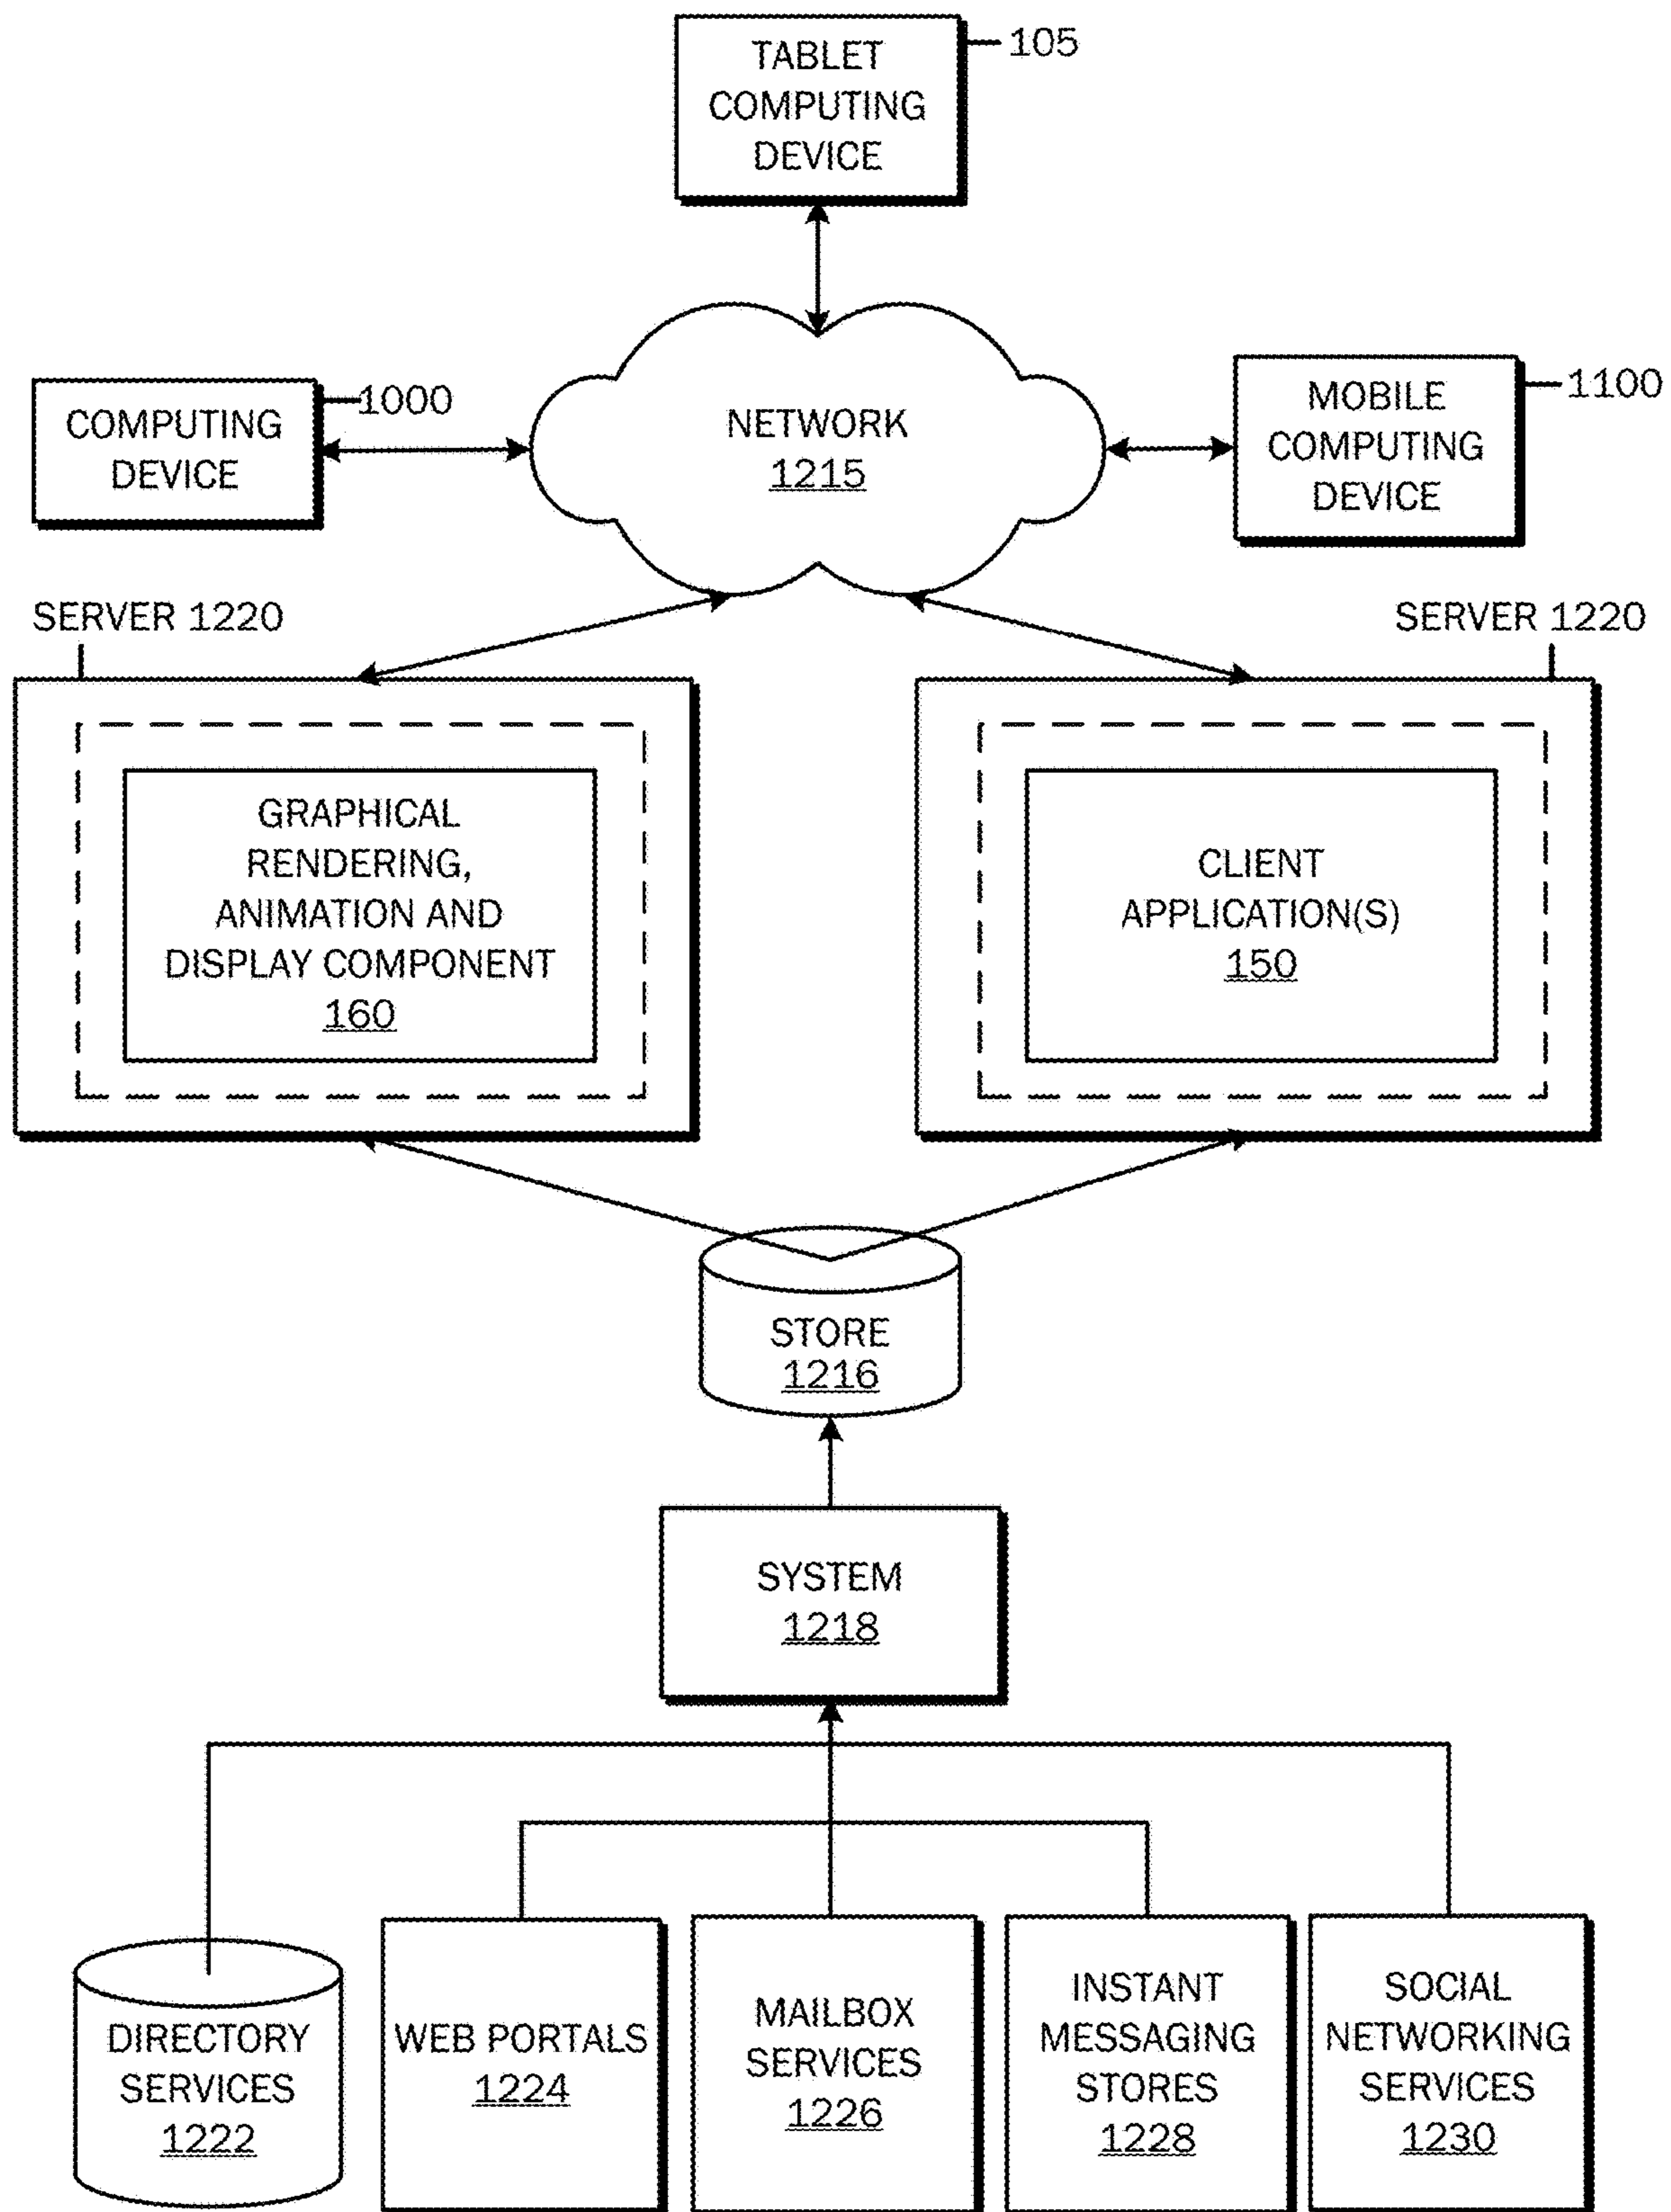 TABLET
COMPUTING
DEVICE
105
COMPUTING
DEVICE
1000
NETWORK
1215
MOBILE
COMPUTING
DEVICE
1100
SERVER 1220
SERVER 1220
GRAPHICAL
RENDERING,
ANIMATION AND
DISPLAY COMPONENT
160
CLIENT
APPLICATION(S)
150
STORE
1216
SYSTEM
1218
DIRECTORY
SERVICES
1222
WEB PORTALS
1224
MAILBOX
SERVICES
1226
INSTANT
MESSAGING
STORES
1228
SOCIAL
NETWORKING
SERVICES
1230